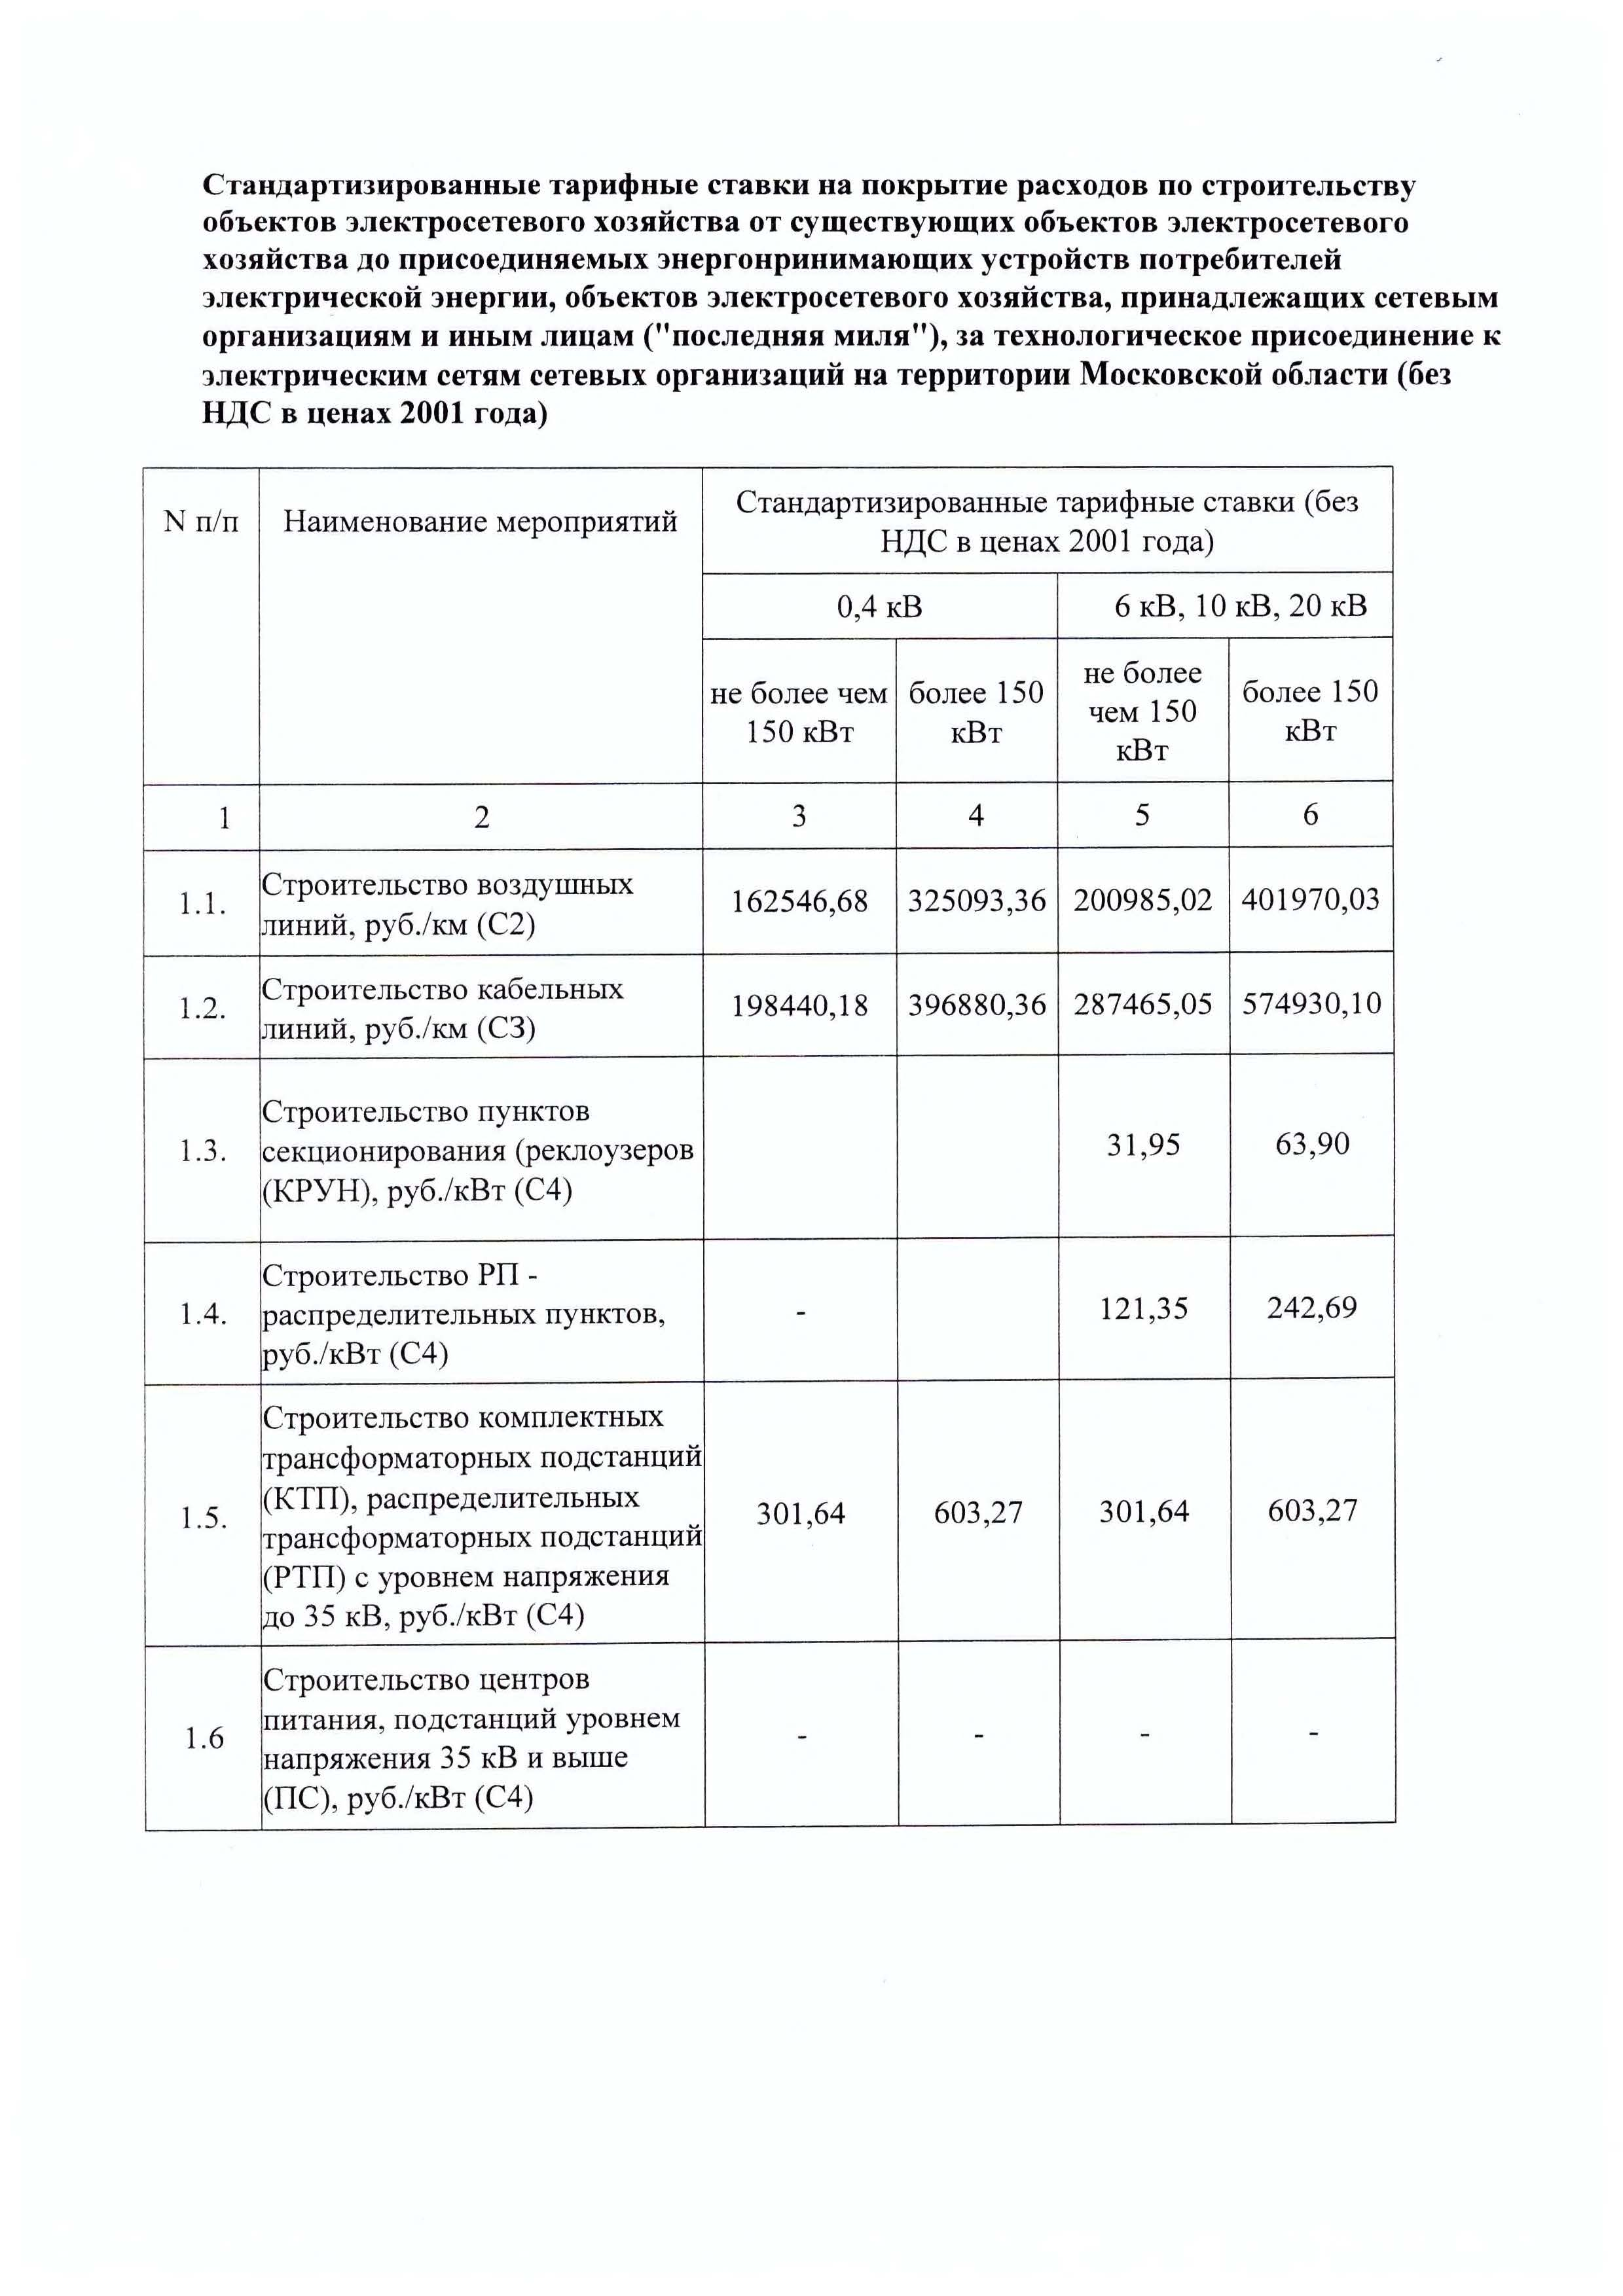 Стандартизированные тарифные ставки на покрытие расходов по строительству
объектов электросетевого хозяйства от существующих объектов электросетевого
хозяйства до присоединяемых энергонринимающих устройств потребителей
электрической энергии, объектов электросетевого хозяйства, принадлежащих сетевым
организациям и иным лицам ("последняя миля"), за технологическое присоединение к
электрическим сетям сетевых организаций на территории Московской области (без
НДС в ценах 2001 года)
N п/п
Наименование мероприятий
Стандартизированные тарифные ставки (без
НДС в ценах 2001 года)
0,4 кВ
6 кВ, 10 кВ, 20 кВ
не более чем
150 кВт
более 150
кВт
не более
чем 150
кВт
более 150
кВт
1 2 3 4 5 6
1.1.
Строительство воздушных
линий, руб./км (С2)
162546,68 325093,36 200985,02 401970,03
1.2.
Строительство кабельных
линий, руб./км (С3)
198440,18 396880,36 287465,05 574930,10
1.3.
Строительство пунктов
секционирования (реклоузеров
(КРУН), руб./кВт (С4)
31,95 63,90
1.4.
Строительство РП -
распределительных пунктов,
руб./кВт (С4)
- 121,35 242,69
1.5.
Строительство комплектных
трансформаторных подстанций
(КТП), распределительных
трансформаторных подстанций
(РТП) с уровнем напряжения
до 35 кВ, руб./кВт (С4)
301,64 603,27 301,64 603,27
1.6
Строительство центров
питания, подстанций уровнем
напряжения 35 кВ и выше
(ПС), руб./кВт (С4)
- - - -